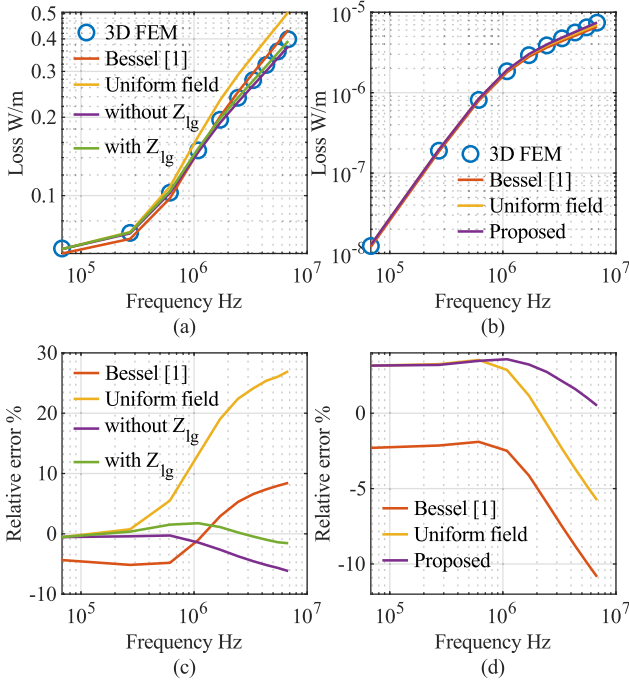 0.5
0.4
0.3
0.2
0.1
Loss W/m
3D FEM
Bessel [1]
Uniform field
without Z_lg
with Z_lg
10^5
10^6
10^7
Frequency Hz
(a)
10^-5
10^-6
10^-7
10^-8
Loss W/m
3D FEM
Bessel [1]
Uniform field
Proposed
10^5
10^6
10^7
Frequency Hz
(b)
30
20
10
0
-10
Relative error %
Bessel [1]
Uniform field
without Z_lg
with Z_lg
10^5
10^6
10^7
Frequency Hz
(c)
0
-5
-10
Relative error %
Bessel [1]
Uniform field
Proposed
10^5
10^6
10^7
Frequency Hz
(d)